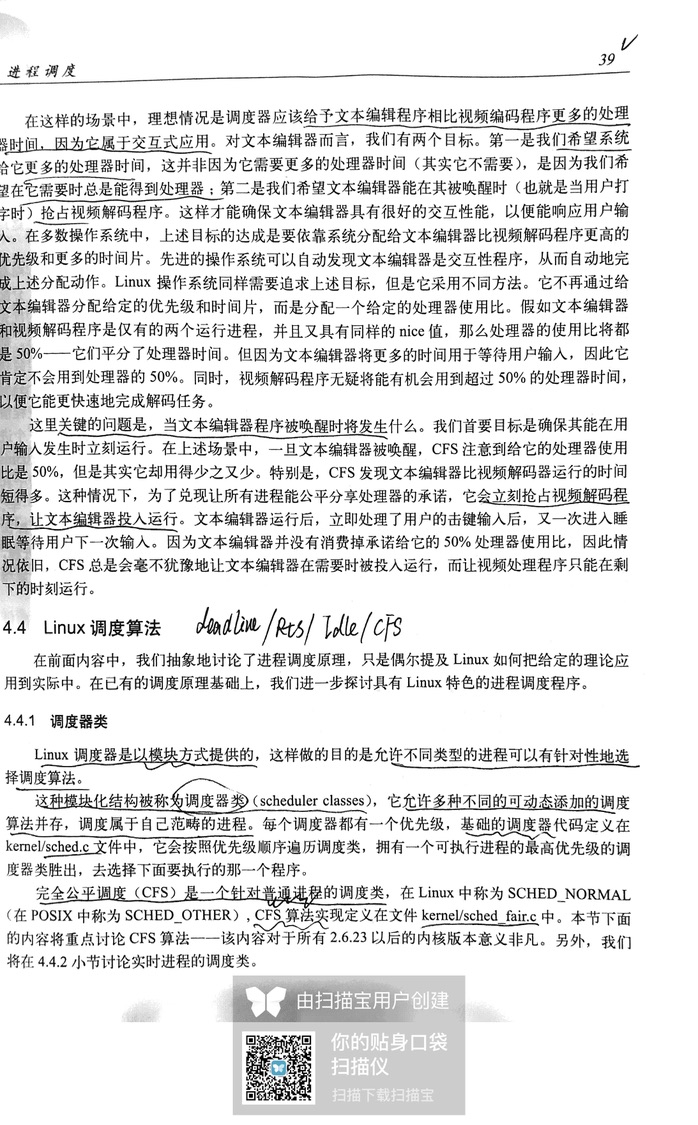 进程调度
39
在这样的场景中，理想情况是调度器应该给予文本编辑程序相比视频编码程序更多的处理
器时间，因为它属于交互式应用。对文本编辑器而言，我们有两个目标。第一是我们希望系统
给它更多的处理器时间，这并非因为它需要更多的处理器时间（其实它不需要），是因为我们希
望在它需要时总是能得到处理器；第二是我们希望文本编辑器能在其被唤醒时（也就是当用户打
字时）抢占视频解码程序。这样才能确保文本编辑器具有很好的交互性能，以便能响应用户输
入。在多数操作系统中，上述目标的达成是要依靠系统分配给文本编辑器比视频解码程序更高的
优先级和更多的时间片。先进的操作系统可以自动发现文本编辑器是交互性程序，从而自动地完
成上述分配动作。Linux 操作系统同样需要追求上述目标，但是它采用不同方法。它不再通过给
文本编辑器分配给定的优先级和时间片，而是分配一个给定的处理器使用比。假如文本编辑器
和视频解码程序是仅有的两个运行进程，并且又具有同样的 nice 值，那么处理器的使用比将都
是 50%——它们平分了处理器时间。但因为文本编辑器将更多的时间用于等待用户输入，因此它
肯定不会用到处理器的 50%。同时，视频解码程序无疑将能有机会用到超过 50% 的处理器时间，
以便它能更快速地完成解码任务。
这里关键的问题是，当文本编辑器程序被唤醒时将发生什么。我们首要目标是确保其能在用
户输入发生时立刻运行。在上述场景中，一旦文本编辑器被唤醒，CFS 注意到给它的处理器使用
比是 50%，但是其实它却用得少之又少。特别是，CFS 发现文本编辑器比视频解码器运行的时间
短得多。这种情况下，为了兑现让所有进程能公平分享处理器的承诺，它会立刻抢占视频解码程
序，让文本编辑器投入运行。文本编辑器运行后，立即处理了用户的击键输入后，又一次进入睡
眠等待用户下一次输入。因为文本编辑器并没有消费掉承诺给它的 50% 处理器使用比，因此情
况依旧，CFS 总是会毫不犹豫地让文本编辑器在需要时被投入运行，而让视频处理程序只能在剩
下的时刻运行。
4.4 Linux 调度算法 deadline/Rts/Idle/CFS
在前面内容中，我们抽象地讨论了进程调度原理，只是偶尔提及 Linux 如何把给定的理论应
用到实际中。在已有的调度原理基础上，我们进一步探讨具有 Linux 特色的进程调度程序。
4.4.1 调度器类
Linux 调度器是以模块方式提供的，这样做的目的是允许不同类型的进程可以有针对性地选
择调度算法。
这种模块化结构被称为调度器类（scheduler classes），它允许多种不同的可动态添加的调度
算法并存，调度属于自己范畴的进程。每个调度器都有一个优先级，基础的调度器代码定义在
kernel/sched.c 文件中，它会按照优先级顺序遍历调度类，拥有一个可执行进程的最高优先级的调
度器类胜出，去选择下面要执行的那一个程序。
完全公平调度（CFS）是一个针对普通进程的调度类，在 Linux 中称为 SCHED_NORMAL
（在 POSIX 中称为 SCHED_OTHER），CFS 算法实现定义在文件 kernel/sched_fair.c 中。本节下面
的内容将重点讨论 CFS 算法——该内容对于所有 2.6.23 以后的内核版本意义非凡。另外，我们
将在 4.4.2 小节讨论实时进程的调度类。
由扫描宝用户创建
你的贴身口袋
扫描仪
扫描下载扫描宝